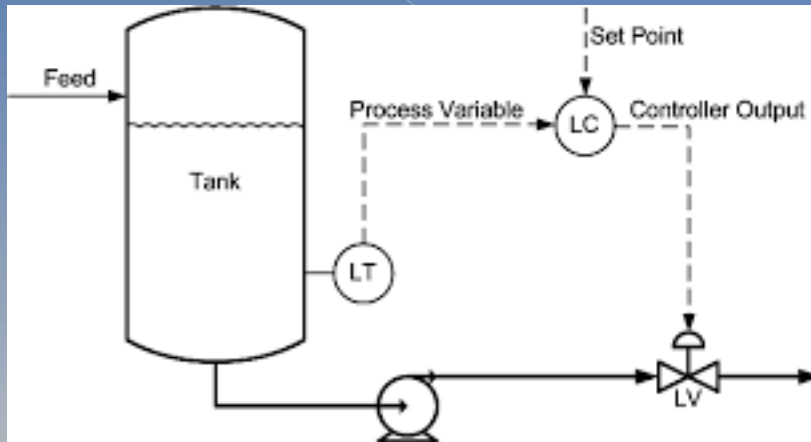 Set Point
Feed
Process Variable
LC
Controller Output
Tank
LT
LV